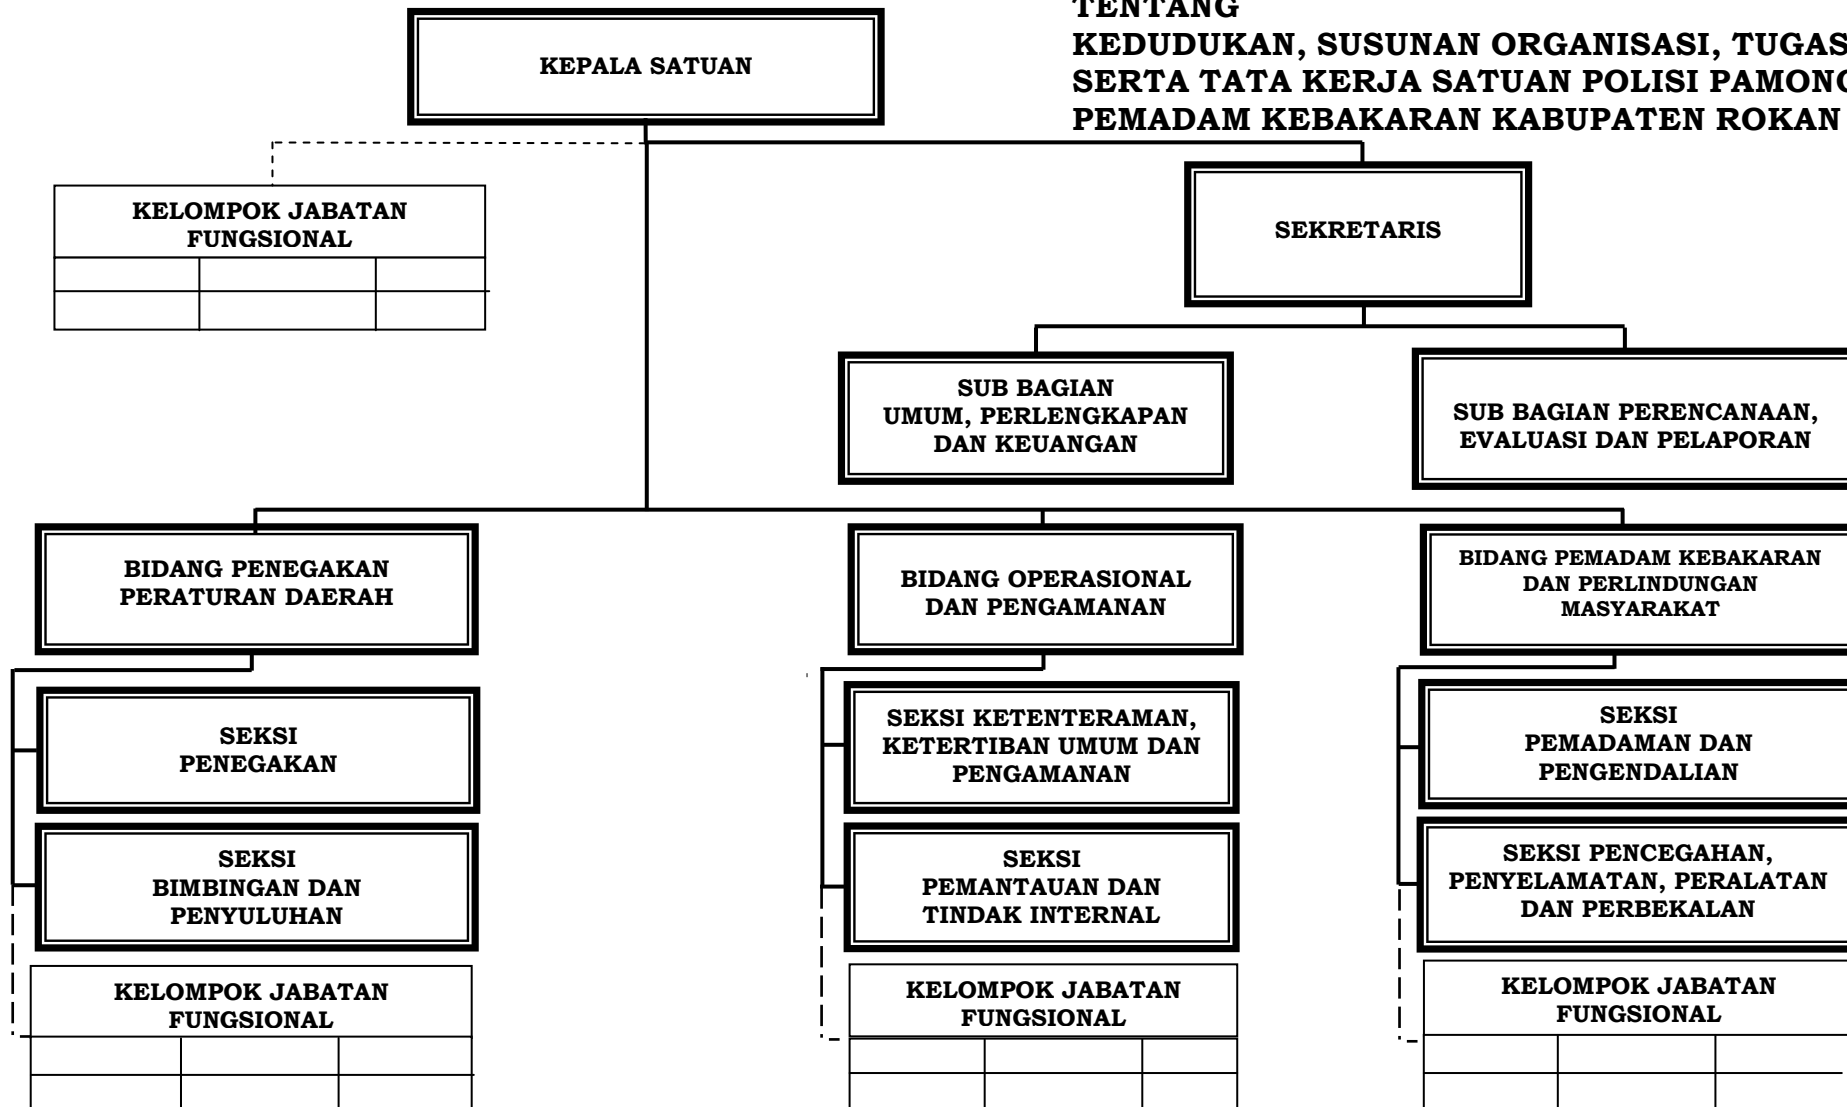 TENTANG
KEDUDUKAN, SUSUNAN ORGANISASI, TUGAS
SERTA TATA KERJA SATUAN POLISI PAMONG
PEMADAM KEBAKARAN KABUPATEN ROKAN
KEPALA SATUAN
KELOMPOK JABATAN
FUNGSIONAL
SEKRETARIS
SUB BAGIAN
UMUM, PERLENGKAPAN
DAN KEUANGAN
SUB BAGIAN PERENCANAAN,
EVALUASI DAN PELAPORAN
BIDANG PENEGAKAN
PERATURAN DAERAH
BIDANG OPERASIONAL
DAN PENGAMANAN
BIDANG PEMADAM KEBAKARAN
DAN PERLINDUNGAN
MASYARAKAT
SEKSI
PENEGAKAN
SEKSI KETENTERAMAN,
KETERTIBAN UMUM DAN
PENGAMANAN
SEKSI
PEMADAMAN DAN
PENGENDALIAN
SEKSI
BIMBINGAN DAN
PENYULUHAN
SEKSI
PEMANTAUAN DAN
TINDAK INTERNAL
SEKSI PENCEGAHAN,
PENYELAMATAN, PERALATAN
DAN PERBEKALAN
KELOMPOK JABATAN
FUNGSIONAL
KELOMPOK JABATAN
FUNGSIONAL
KELOMPOK JABATAN
FUNGSIONAL